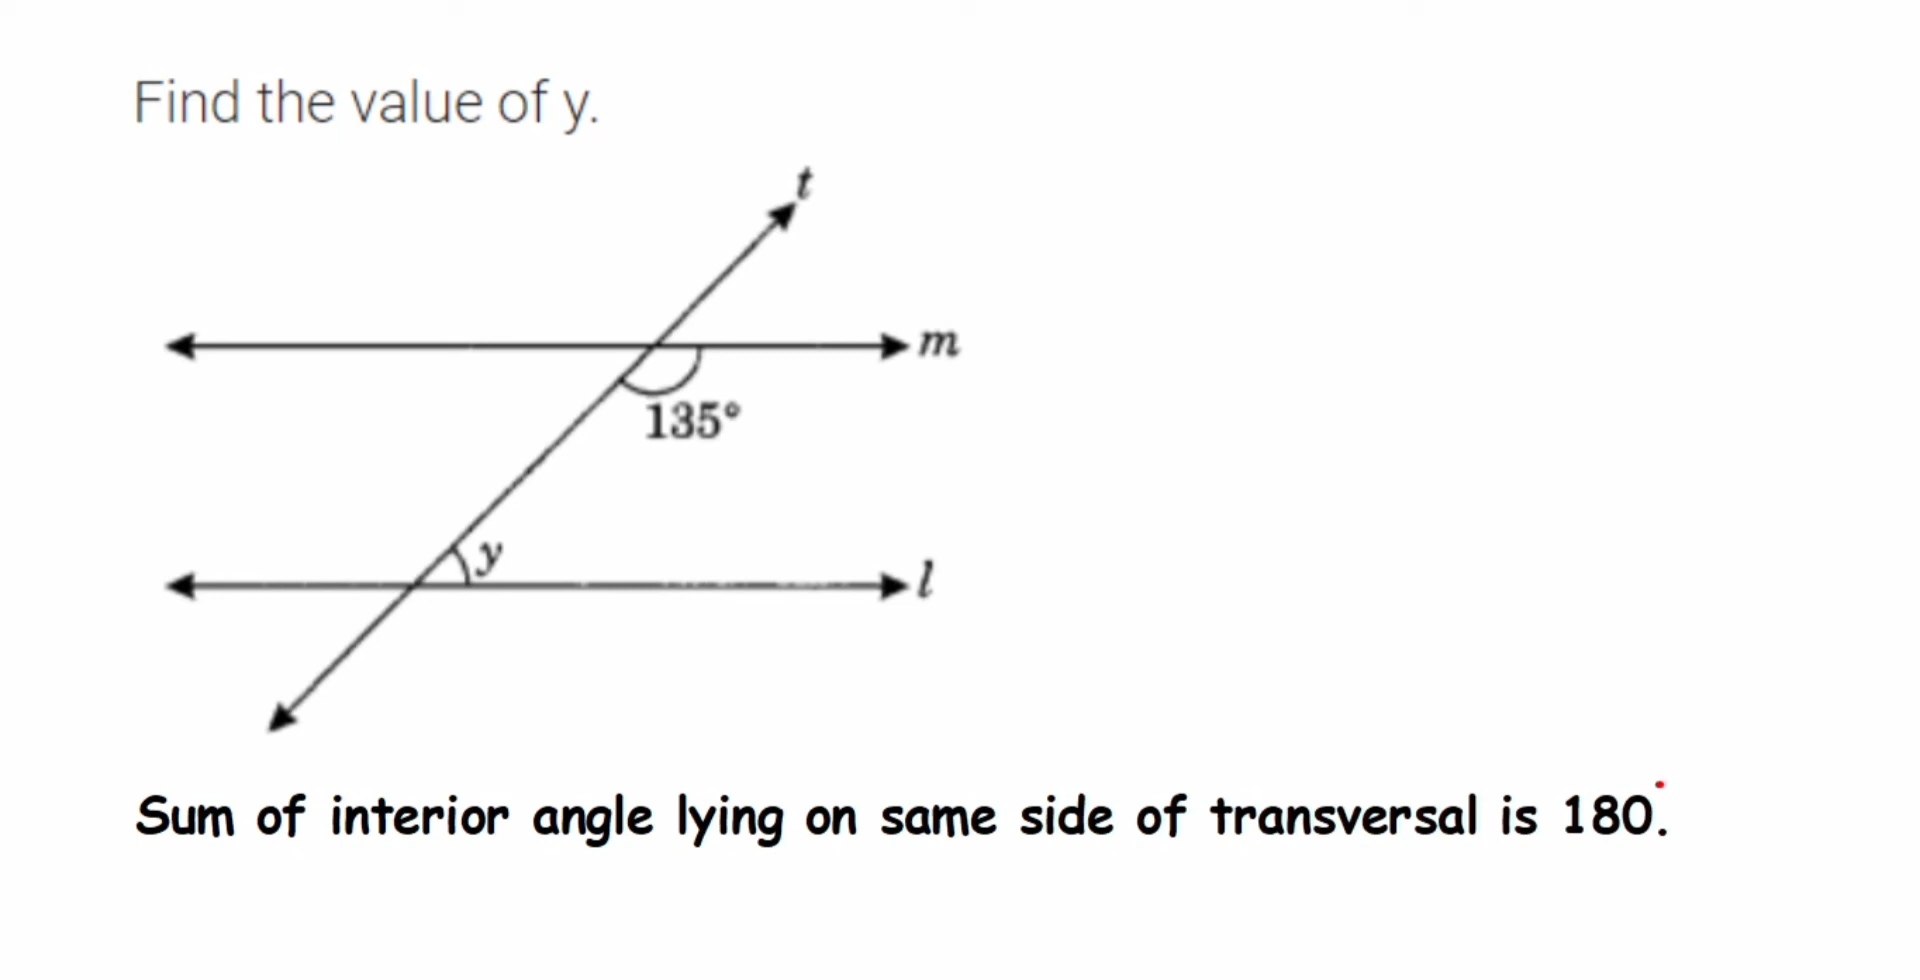 Find the value of y.
t
m
135°
y
l
Sum of interior angle lying on same side of transversal is 180.